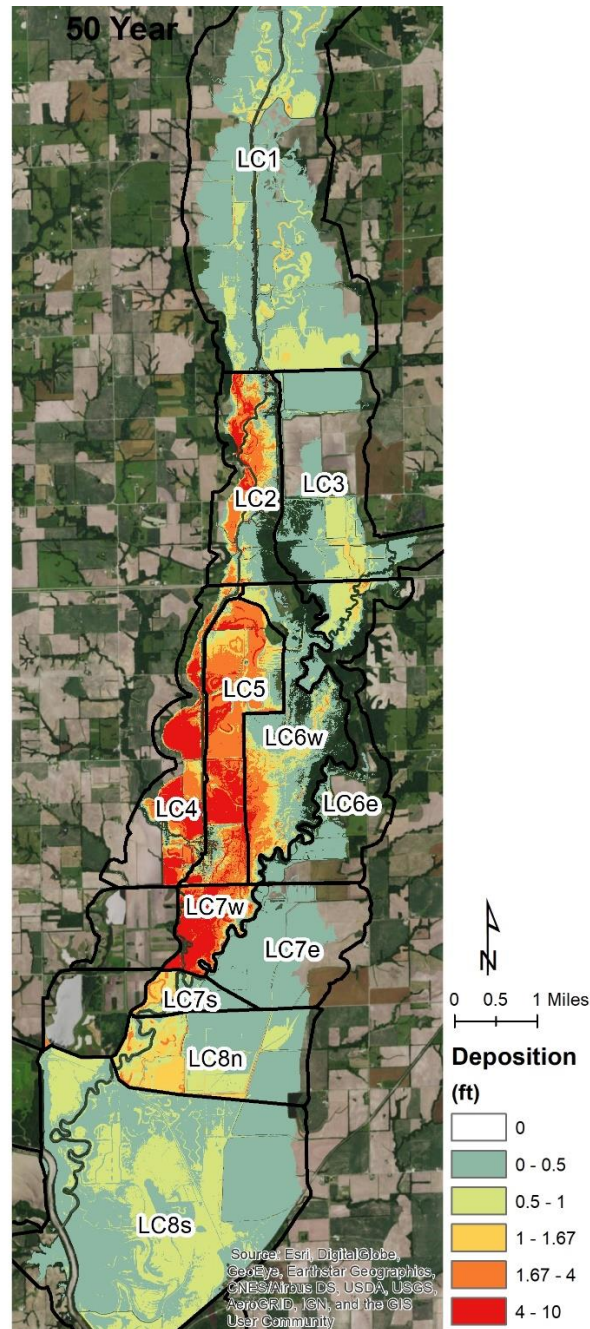 50 Year
LC1
LC3
LC2
LC5
LC6w
LC6e
LC4
LC7w
LC7e
LC7s
LC8n
LC8s
N
0 0.5 1 Miles
Deposition
(ft)
0
0 - 0.5
0.5 - 1
1 - 1.67
1.67 - 4
4 - 10
Source: Esri, DigitalGlobe,
GeoEye, Earthstar Geographics,
CNES/Airbus DS, USDA, USGS,
AeroGRID, IGN, and the GIS
User Community